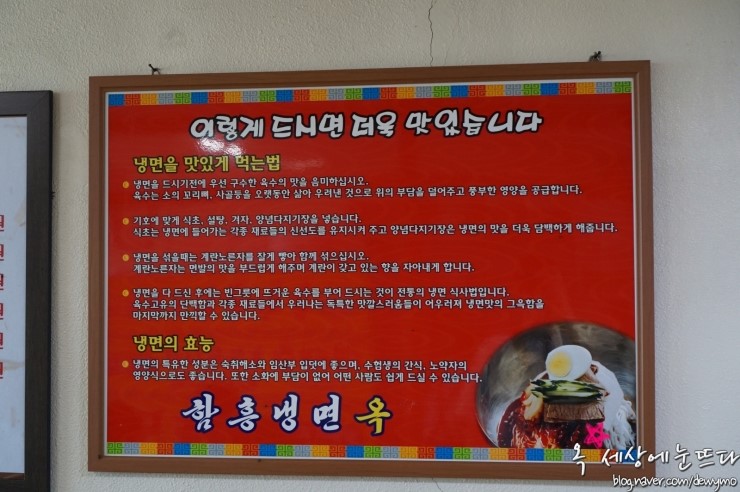 이렇게 드시면 더욱 맛있습니다
냉면을 맛있게 먹는법
냉면을 드시기전에 우선 구수한 육수의 맛을 음미하십시오.
육수는 소의 꼬리뼈, 사골등을 오랫동안 삶아 우려낸 것으로 위의 부담을 덜어주고 풍부한 영양을 공급합니다.
기호에 맞게 식초, 설탕, 겨자, 양념다지기장을 넣습니다.
식초는 냉면에 들어가는 각종 재료들의 신선도를 유지시켜 주고 양념다지기장은 냉면의 맛을 더욱 담백하게 해줍니다.
냉면을 섞을때는 계란노른자를 잘게 빻아 함께 섞으십시오.
계란노른자는 면발의 맛을 부드럽게 해주며 계란이 갖고 있는 향을 자아내게 합니다.
냉면을 다 드신 후에는 빈그릇에 뜨거운 육수를 부어 드시는 것이 전통의 냉면 식사법입니다.
육수고유의 단백함과 각종 재료들에서 우러나는 독특한 맛깔스러움들이 어우러져 냉면맛의 그윽함을
마지막까지 만끽할 수 있습니다.
냉면의 효능
냉면의 특유한 성분은 숙취해소와 임산부 입덧에 좋으며, 수험생의 간식, 노약자의
영양식으로도 좋습니다. 또한 소화에 부담이 없어 어떤 사람도 쉽게 드실 수 있습니다.
함흥냉면옥
원
원
원
원
원
원
옥 세상에 눈뜨다
blog.naver.com/dewymo